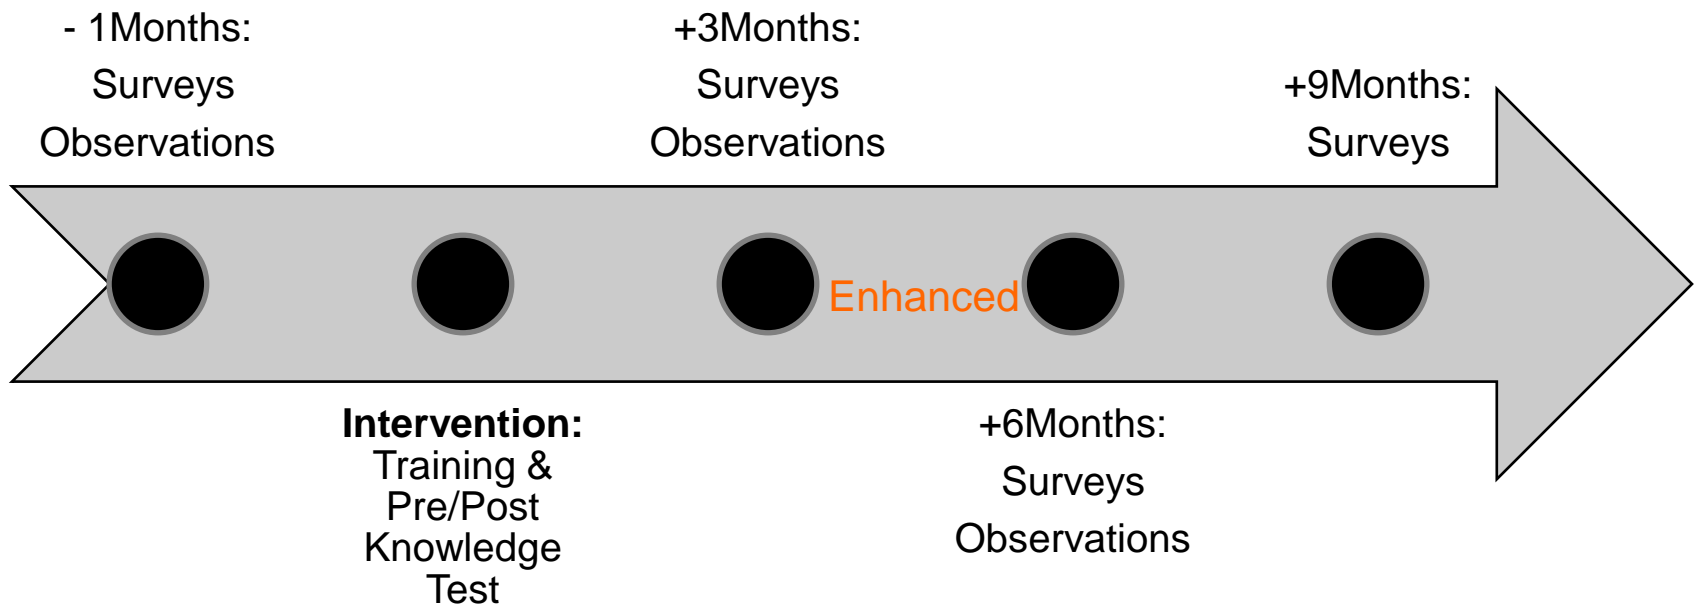 - 1Months:
Surveys
Observations
+3Months:
Surveys
Observations
+9Months:
Surveys
Enhanced
Intervention:
Training &
Pre/Post
Knowledge
Test
+6Months:
Surveys
Observations